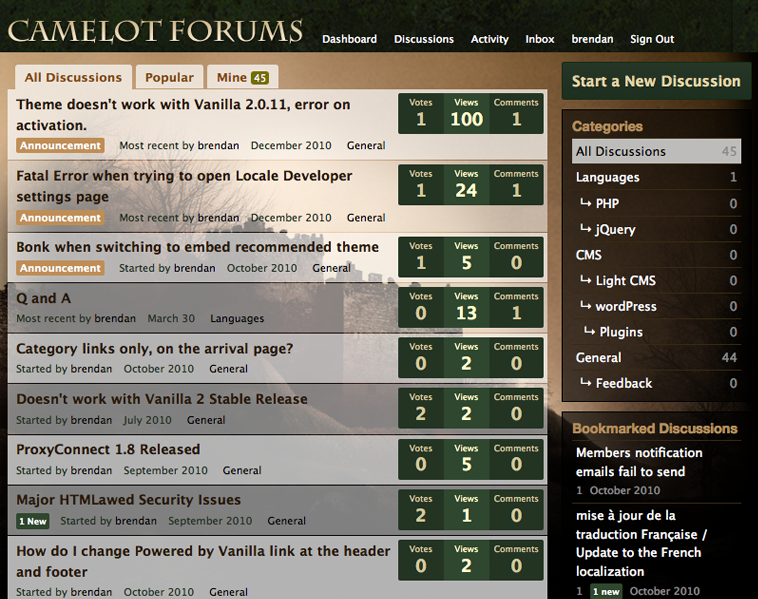 CAMELOT FORUMS
Dashboard Discussions Activity Inbox brendan Sign Out
All Discussions Popular Mine 45
Theme doesn't work with Vanilla 2.0.11, error on
activation.
Announcement Most recent by brendan December 2010 General
Votes Views Comments
1 100 1
Fatal Error when trying to open Locale Developer
settings page
Announcement Most recent by brendan December 2010 General
Votes Views Comments
1 24 1
Bonk when switching to embed recommended theme
Announcement Started by brendan October 2010 General
Votes Views Comments
1 5 0
Q and A
Most recent by brendan March 30 Languages
Votes Views Comments
0 13 1
Category links only, on the arrival page?
Started by brendan October 2010 General
Votes Views Comments
0 2 0
Doesn't work with Vanilla 2 Stable Release
Started by brendan July 2010 General
Votes Views Comments
2 2 0
ProxyConnect 1.8 Released
Started by brendan September 2010 General
Votes Views Comments
0 5 0
Major HTMLawed Security Issues
1 New Started by brendan September 2010 General
Votes Views Comments
2 1 0
How do I change Powered by Vanilla link at the header
and footer
Started by brendan October 2010 General
Votes Views Comments
0 2 0
Start a New Discussion
Categories
All Discussions 45
Languages 1
↪ PHP 0
↪ jQuery 0
CMS 0
↪ Light CMS 0
↪ wordPress 0
↪ Plugins 0
General 44
↪ Feedback 0
Bookmarked Discussions
Members notification
emails fail to send
1 October 2010
mise à jour de la
traduction Française /
Update to the French
localization
1 1 new October 2010